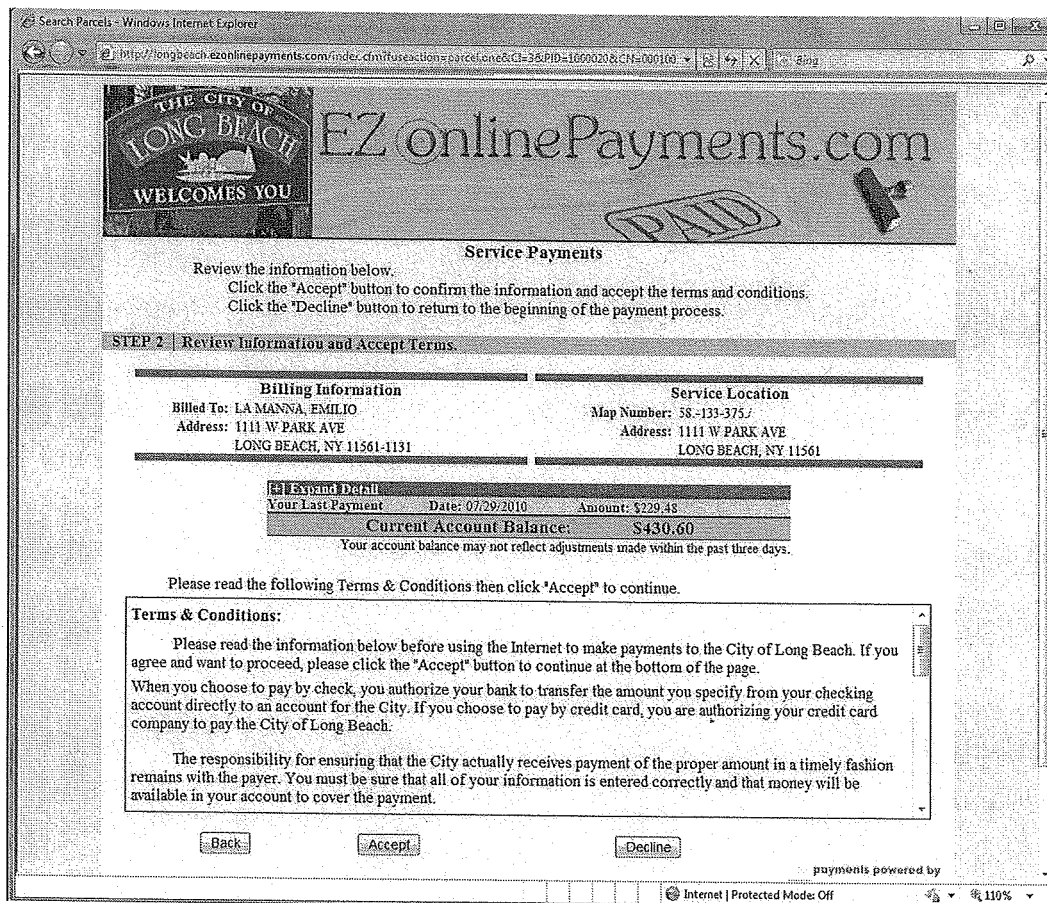 Search Parcels - Windows Internet Explorer
http://longbeach.ezonlinepayments.com/index.cfm?fuseaction=parcel.one&CI=3&PID=1600020&CN=000100
Bing
THE CITY OF
LONG BEACH
WELCOMES YOU
EZonlinePayments.com
PAID
Service Payments
Review the information below.
Click the "Accept" button to confirm the information and accept the terms and conditions.
Click the "Decline" button to return to the beginning of the payment process.
STEP 2 | Review Information and Accept Terms.
Billing Information
Billed To: LA MANNA, EMILIO
Address: 1111 W PARK AVE
LONG BEACH, NY 11561-1131
Service Location
Map Number: 58.-133-375./
Address: 1111 W PARK AVE
LONG BEACH, NY 11561
[+] Expand Detail
Your Last Payment Date: 07/29/2010 Amount: $229.48
Current Account Balance: $430.60
Your account balance may not reflect adjustments made within the past three days.
Please read the following Terms & Conditions then click "Accept" to continue.
Terms & Conditions:
Please read the information below before using the Internet to make payments to the City of Long Beach. If you
agree and want to proceed, please click the "Accept" button to continue at the bottom of the page.
When you choose to pay by check, you authorize your bank to transfer the amount you specify from your checking
account directly to an account for the City. If you choose to pay by credit card, you are authorizing your credit card
company to pay the City of Long Beach.
The responsibility for ensuring that the City actually receives payment of the proper amount in a timely fashion
remains with the payer. You must be sure that all of your information is entered correctly and that money will be
available in your account to cover the payment.
Back Accept Decline
payments powered by
Internet | Protected Mode: Off 110%